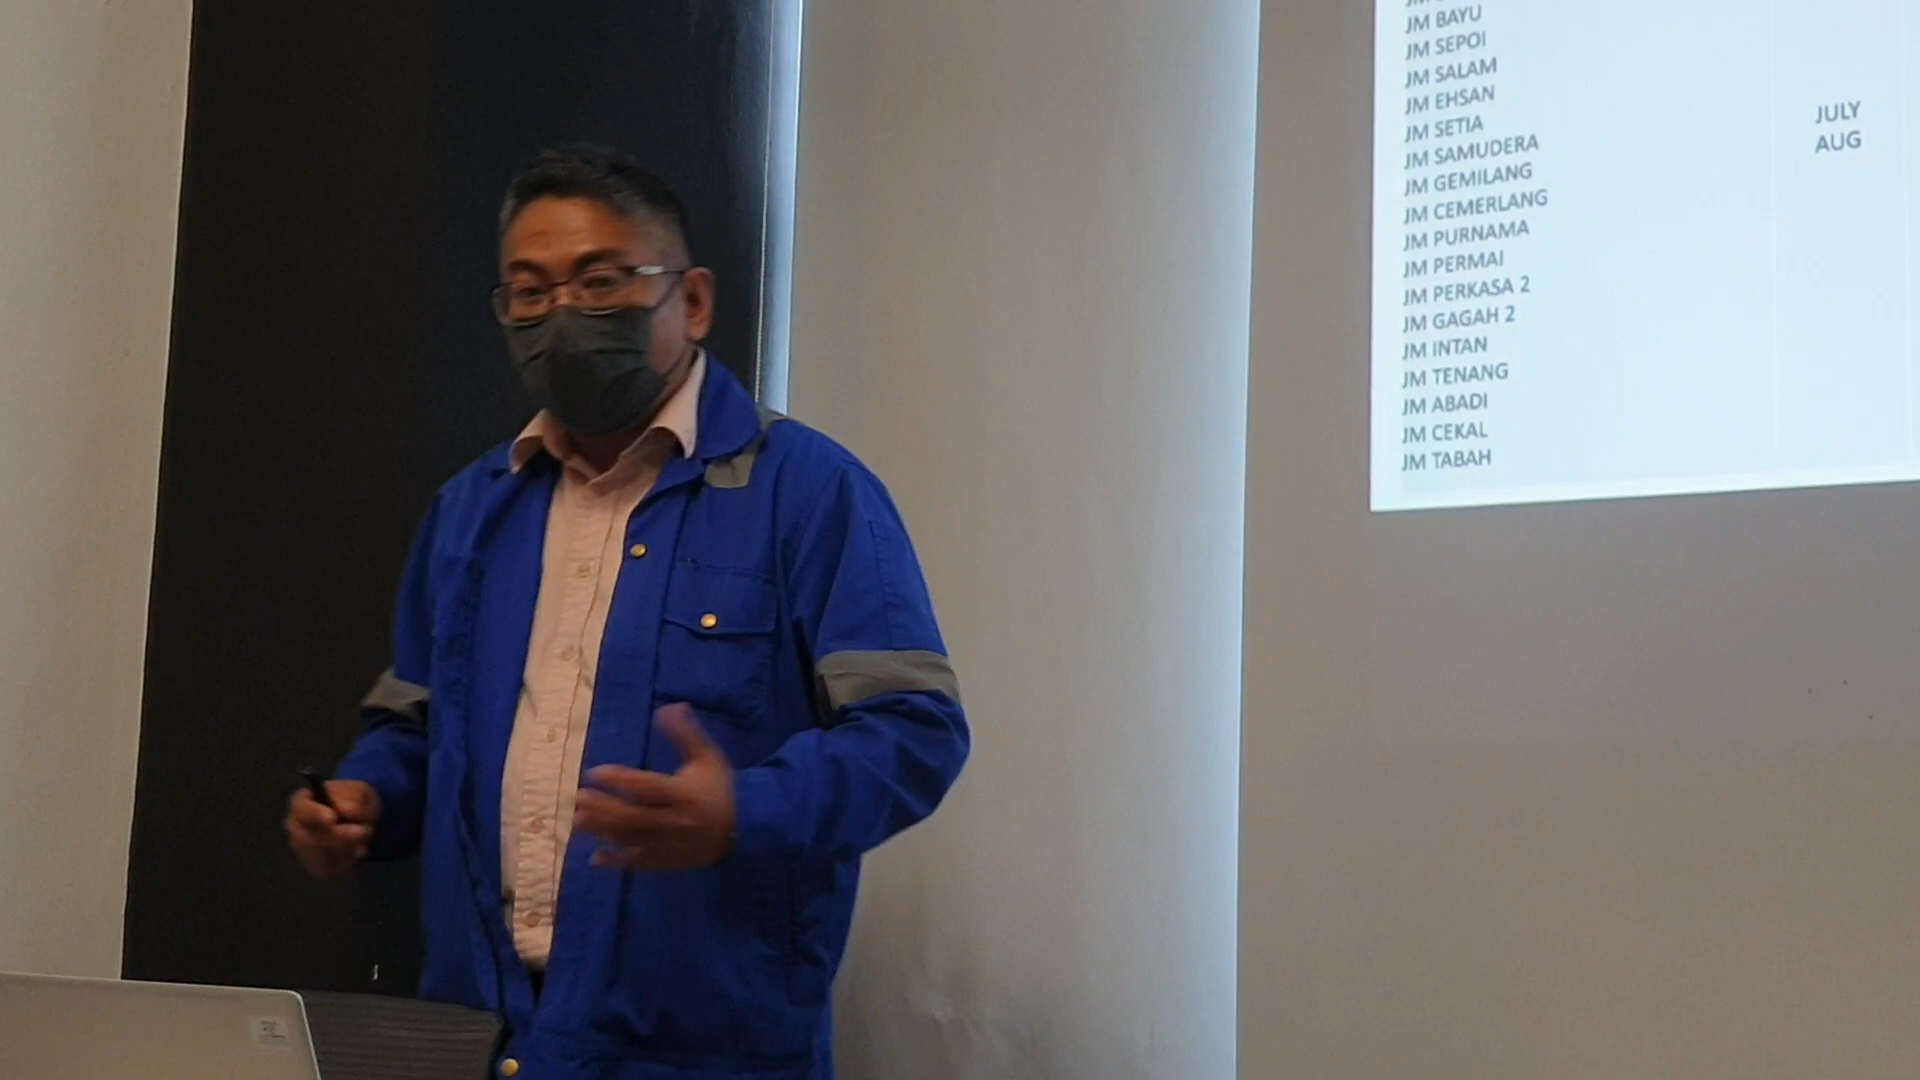 JM BAYU
JM SEPOI
JM SALAM
JM EHSAN
JM SETIA
JM SAMUDERA
JM GEMILANG
JM CEMERLANG
JM PURNAMA
JM PERMAI
JM PERKASA 2
JM GAGAH 2
JM INTAN
JM TENANG
JM ABADI
JM CEKAL
JM TABAH
JULY
AUG